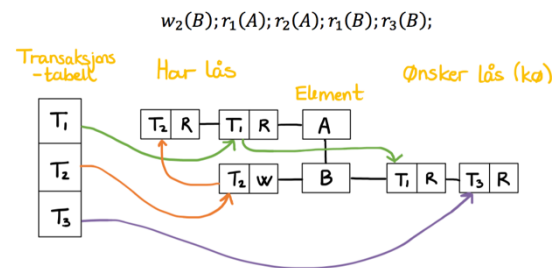 w₂(B); r₁(A); r₂(A); r₁(B); r₃(B);
Transaksjons
-tabell
Har lås
Element
Ønsker lås (kø)
T₁
T₂
T₃
T₂ R T₁ R A
T₂ W B T₁ R T₃ R